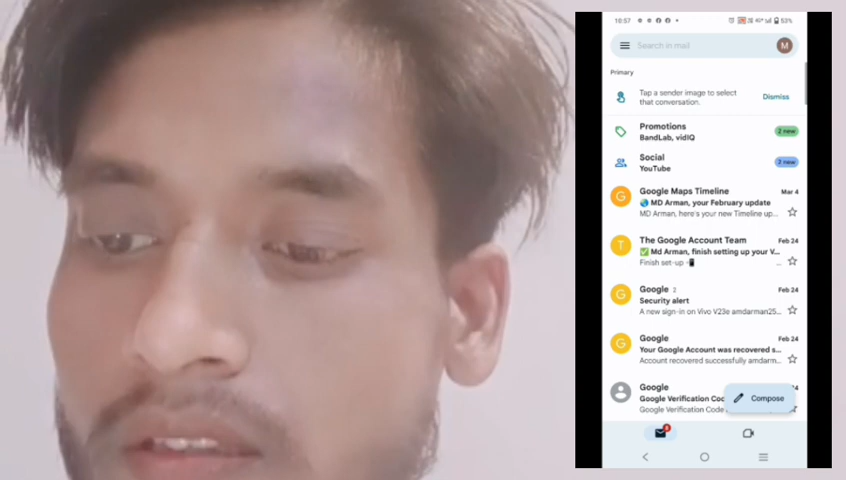 18:57
53%
Search in mail
M
Primary
Tap a sender image to select
that conversation.
Dismiss
Promotions
2 new
BandLab, vidIQ
Social
2 new
YouTube
G
Google Maps Timeline
Mar 4
🌏 MD Arman, your February update
MD Arman, here's your new Timeline up...
T
The Google Account Team
Feb 24
✅ Md Arman, finish setting up your V...
Finish set-up
...
G
Google 2
Feb 24
Security alert
A new sign-in on Vivo V23e amdarman25...
G
Google
Feb 24
Your Google Account was recovered s...
Account recovered successfully amdarm...
Google
Google Verification
Google Verification Code
Compose